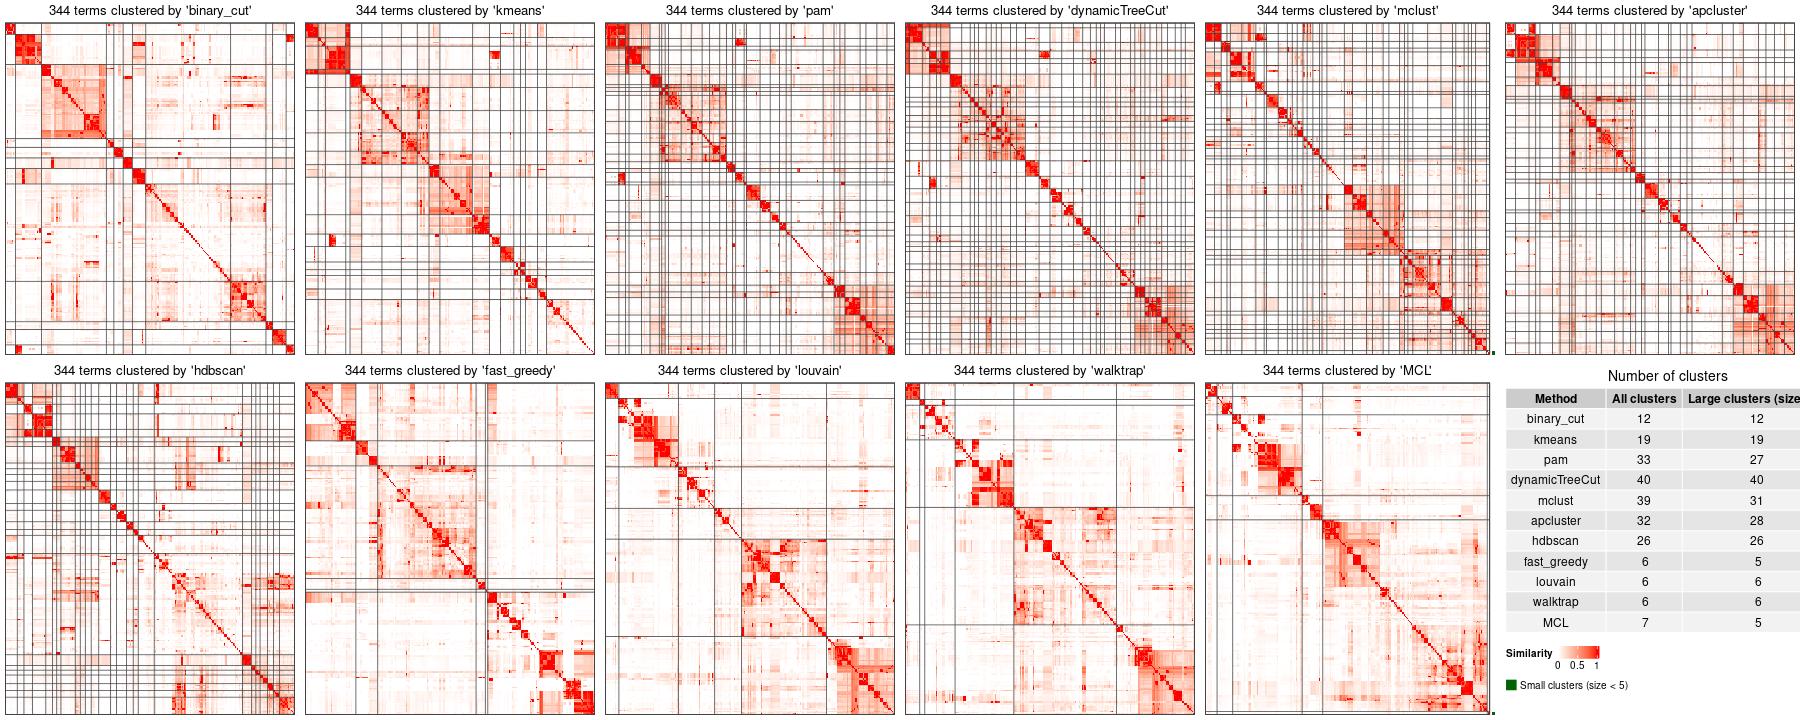 344 terms clustered by 'binary_cut'
344 terms clustered by 'kmeans'
344 terms clustered by 'pam'
344 terms clustered by 'dynamicTreeCut'
344 terms clustered by 'mclust'
344 terms clustered by 'apcluster'
344 terms clustered by 'hdbscan'
344 terms clustered by 'fast_greedy'
344 terms clustered by 'louvain'
344 terms clustered by 'walktrap'
344 terms clustered by 'MCL'
Number of clusters
Method All clusters Large clusters (size
binary_cut 12 12
kmeans 19 19
pam 33 27
dynamicTreeCut 40 40
mclust 39 31
apcluster 32 28
hdbscan 26 26
fast_greedy 6 5
louvain 6 6
walktrap 6 6
MCL 7 5
Similarity
0 0.5 1
Small clusters (size < 5)